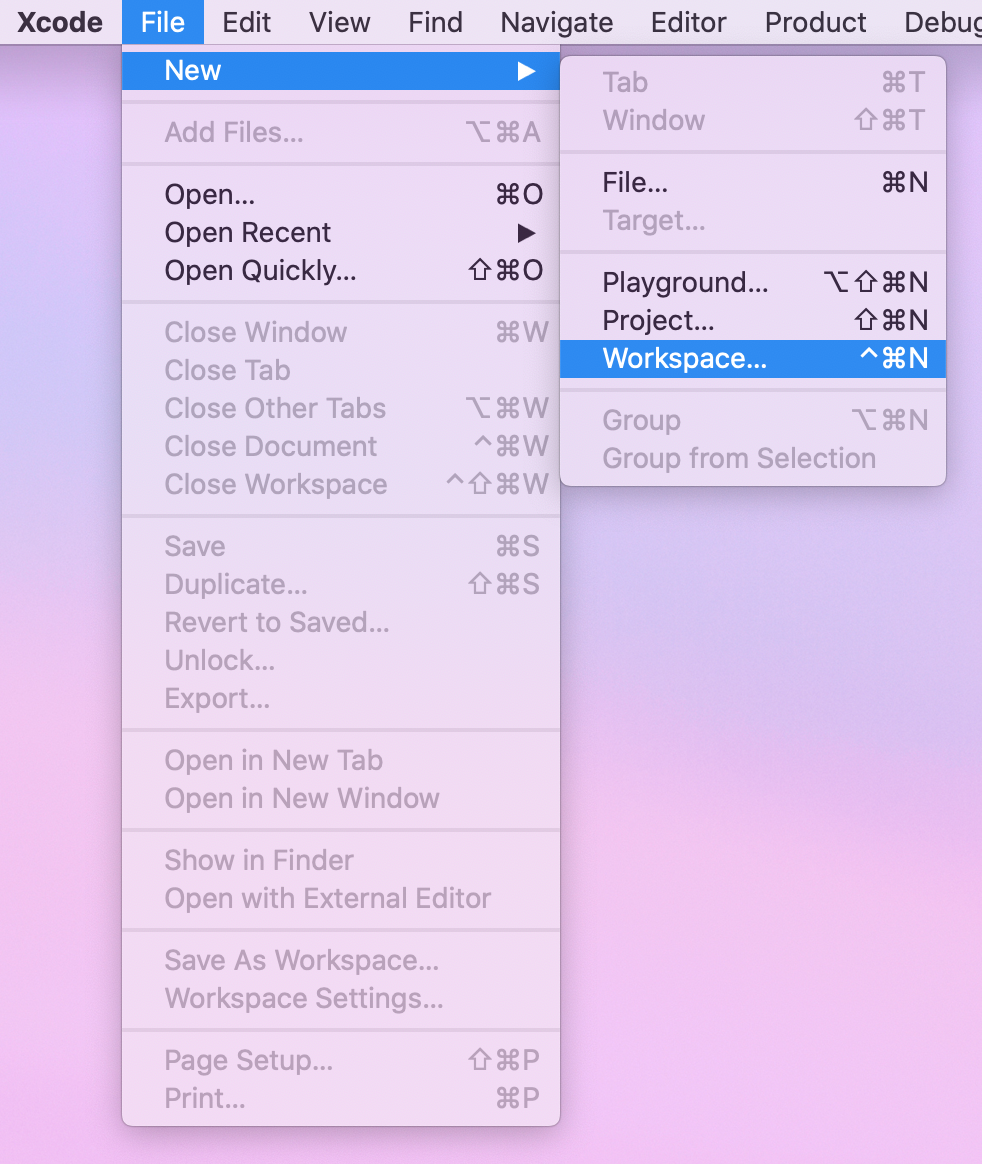 Xcode File Edit View Find Navigate Editor Product Debug
New ▶
Add Files... ⌥⌘A
Open... ⌘O
Open Recent ▶
Open Quickly... ⇧⌘O
Close Window ⌘W
Close Tab
Close Other Tabs ⌥⌘W
Close Document ^⌘W
Close Workspace ^⇧⌘W
Save ⌘S
Duplicate... ⇧⌘S
Revert to Saved...
Unlock...
Export...
Open in New Tab
Open in New Window
Show in Finder
Open with External Editor
Save As Workspace...
Workspace Settings...
Page Setup... ⇧⌘P
Print... ⌘P
Tab ⌘T
Window ⇧⌘T
File... ⌘N
Target...
Playground... ⌥⇧⌘N
Project... ⇧⌘N
Workspace... ^⌘N
Group ⌥⌘N
Group from Selection